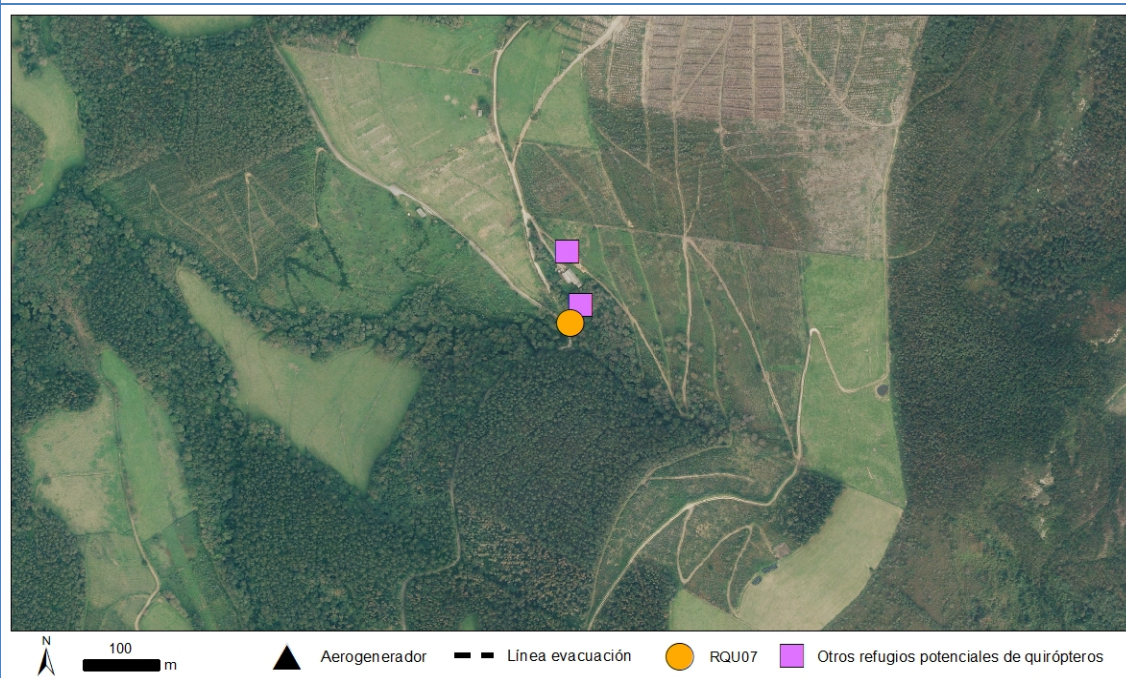 N
100
m
Aerogenerador
Línea evacuación
RQU07
Otros refugios potenciales de quirópteros